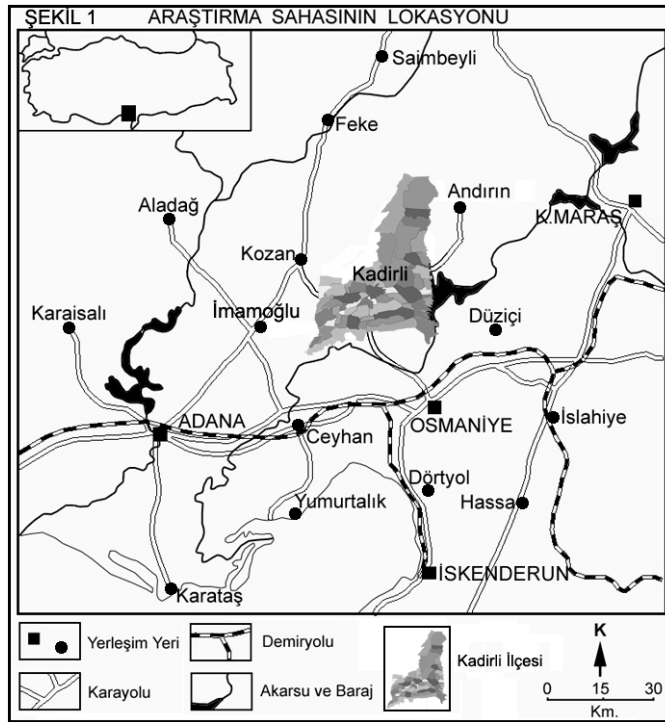 ŞEKİL 1 ARAŞTIRMA SAHASININ LOKASYONU
Saimbeyli
Feke
Aladağ
Andırın
K.MARAŞ
Kozan
Kadirli
Karaisalı
İmamoğlu
Düziçi
ADANA
Ceyhan
OSMANİYE
İslahiye
Dörtyol
Yumurtalık
Hassa
İSKENDERUN
Karataş
Yerleşim Yeri
Demiryolu
Kadirli İlçesi
K
Karayolu
Akarsu ve Baraj
0 15 30
Km.